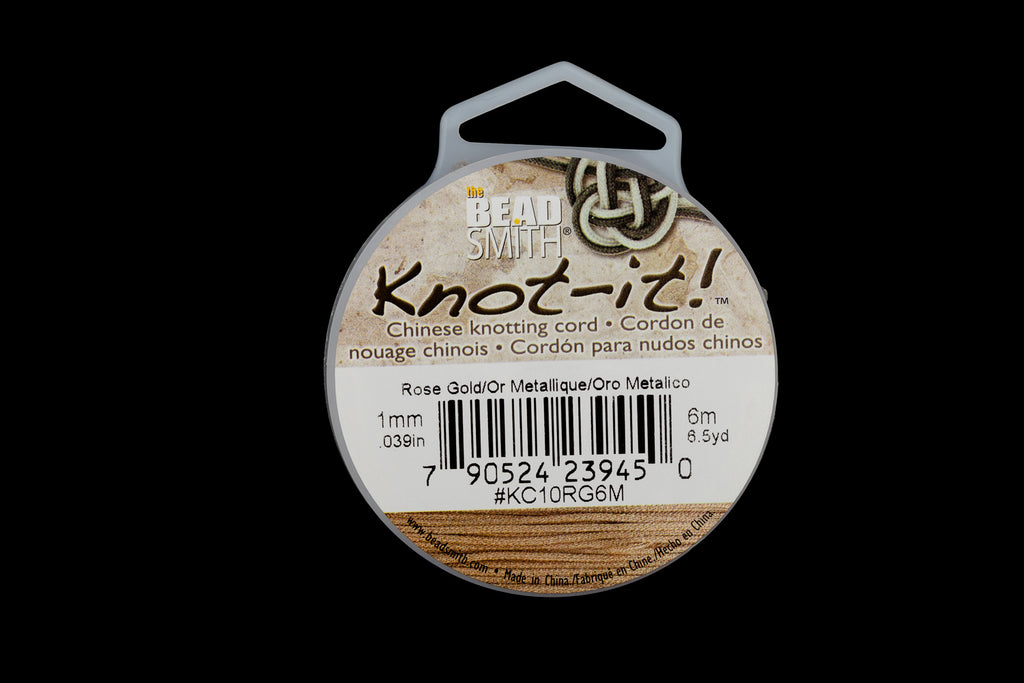 the
BEAD
SMITH®
Knot-it!™
Chinese knotting cord • Cordon de
nouage chinois • Cordón para nudos chinos
Rose Gold/Or Metallique/Oro Metalico
1mm
.039in
6m
6.5yd
7 90524 23945 0
#KC10RG6M
www.beadsmith.com • Made in China/Fabriqué en Chine/Hecho en China